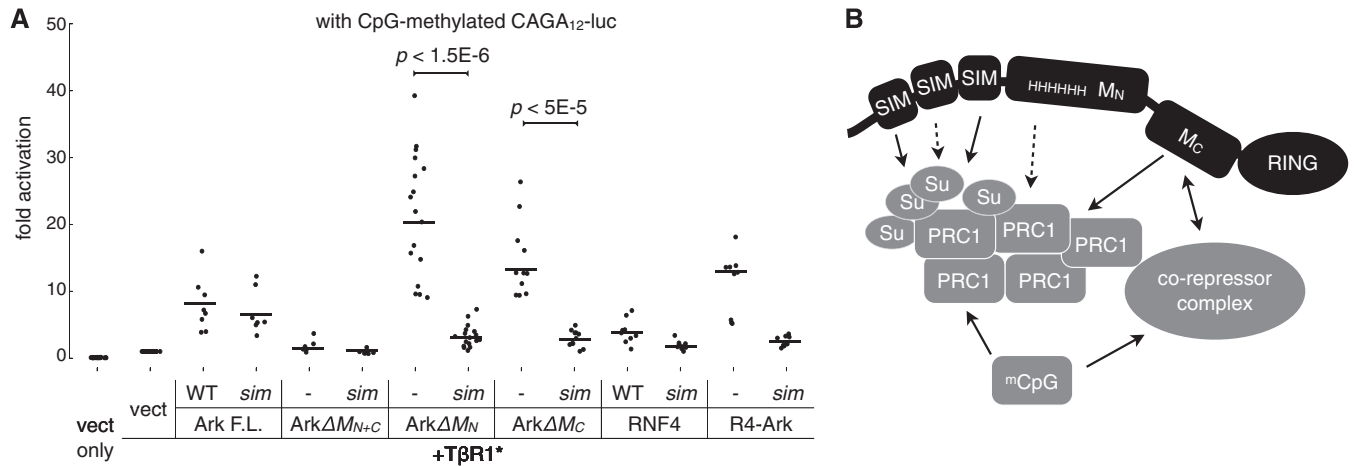 A
with CpG-methylated CAGA12-luc
p < 1.5E-6
p < 5E-5
fold activation
50
40
30
20
10
0
WT sim - sim - sim - sim WT sim - sim
vect Ark F.L. ArkΔMN+C ArkΔMN ArkΔMC RNF4 R4-Ark
vect only
+TβR1*
B
SIM SIM SIM HHHHHH MN
MC
RING
Su Su Su Su
PRC1 PRC1 PRC1
PRC1 PRC1
co-repressor
complex
mCpG